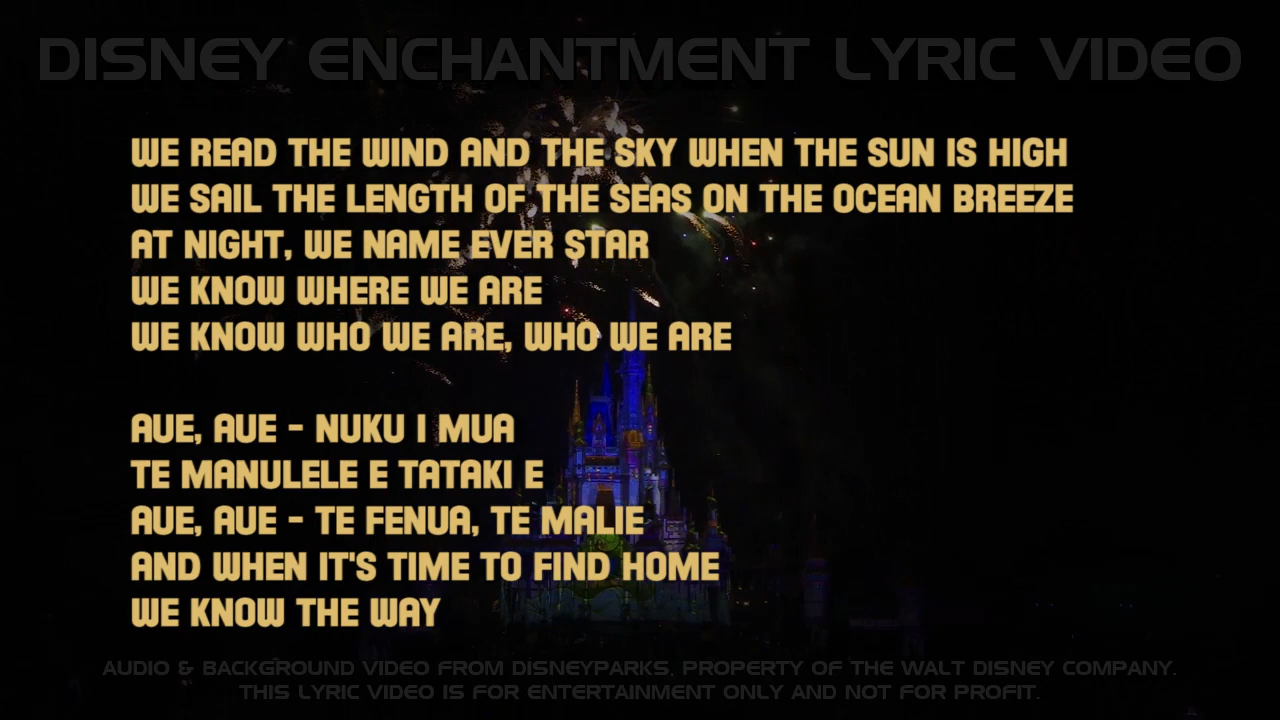 DISNEY ENCHANTMENT LYRIC VIDEO
WE READ THE WIND AND THE SKY WHEN THE SUN IS HIGH
WE SAIL THE LENGTH OF THE SEAS ON THE OCEAN BREEZE
AT NIGHT, WE NAME EVER STAR
WE KNOW WHERE WE ARE
WE KNOW WHO WE ARE, WHO WE ARE
AUE, AUE - NUKU I MUA
TE MANULELE E TATAKI E
AUE, AUE - TE FENUA, TE MALIE
AND WHEN IT'S TIME TO FIND HOME
WE KNOW THE WAY
AUDIO & BACKGROUND VIDEO FROM DISNEYPARKS, PROPERTY OF THE WALT DISNEY COMPANY.
THIS LYRIC VIDEO IS FOR ENTERTAINMENT ONLY AND NOT FOR PROFIT.